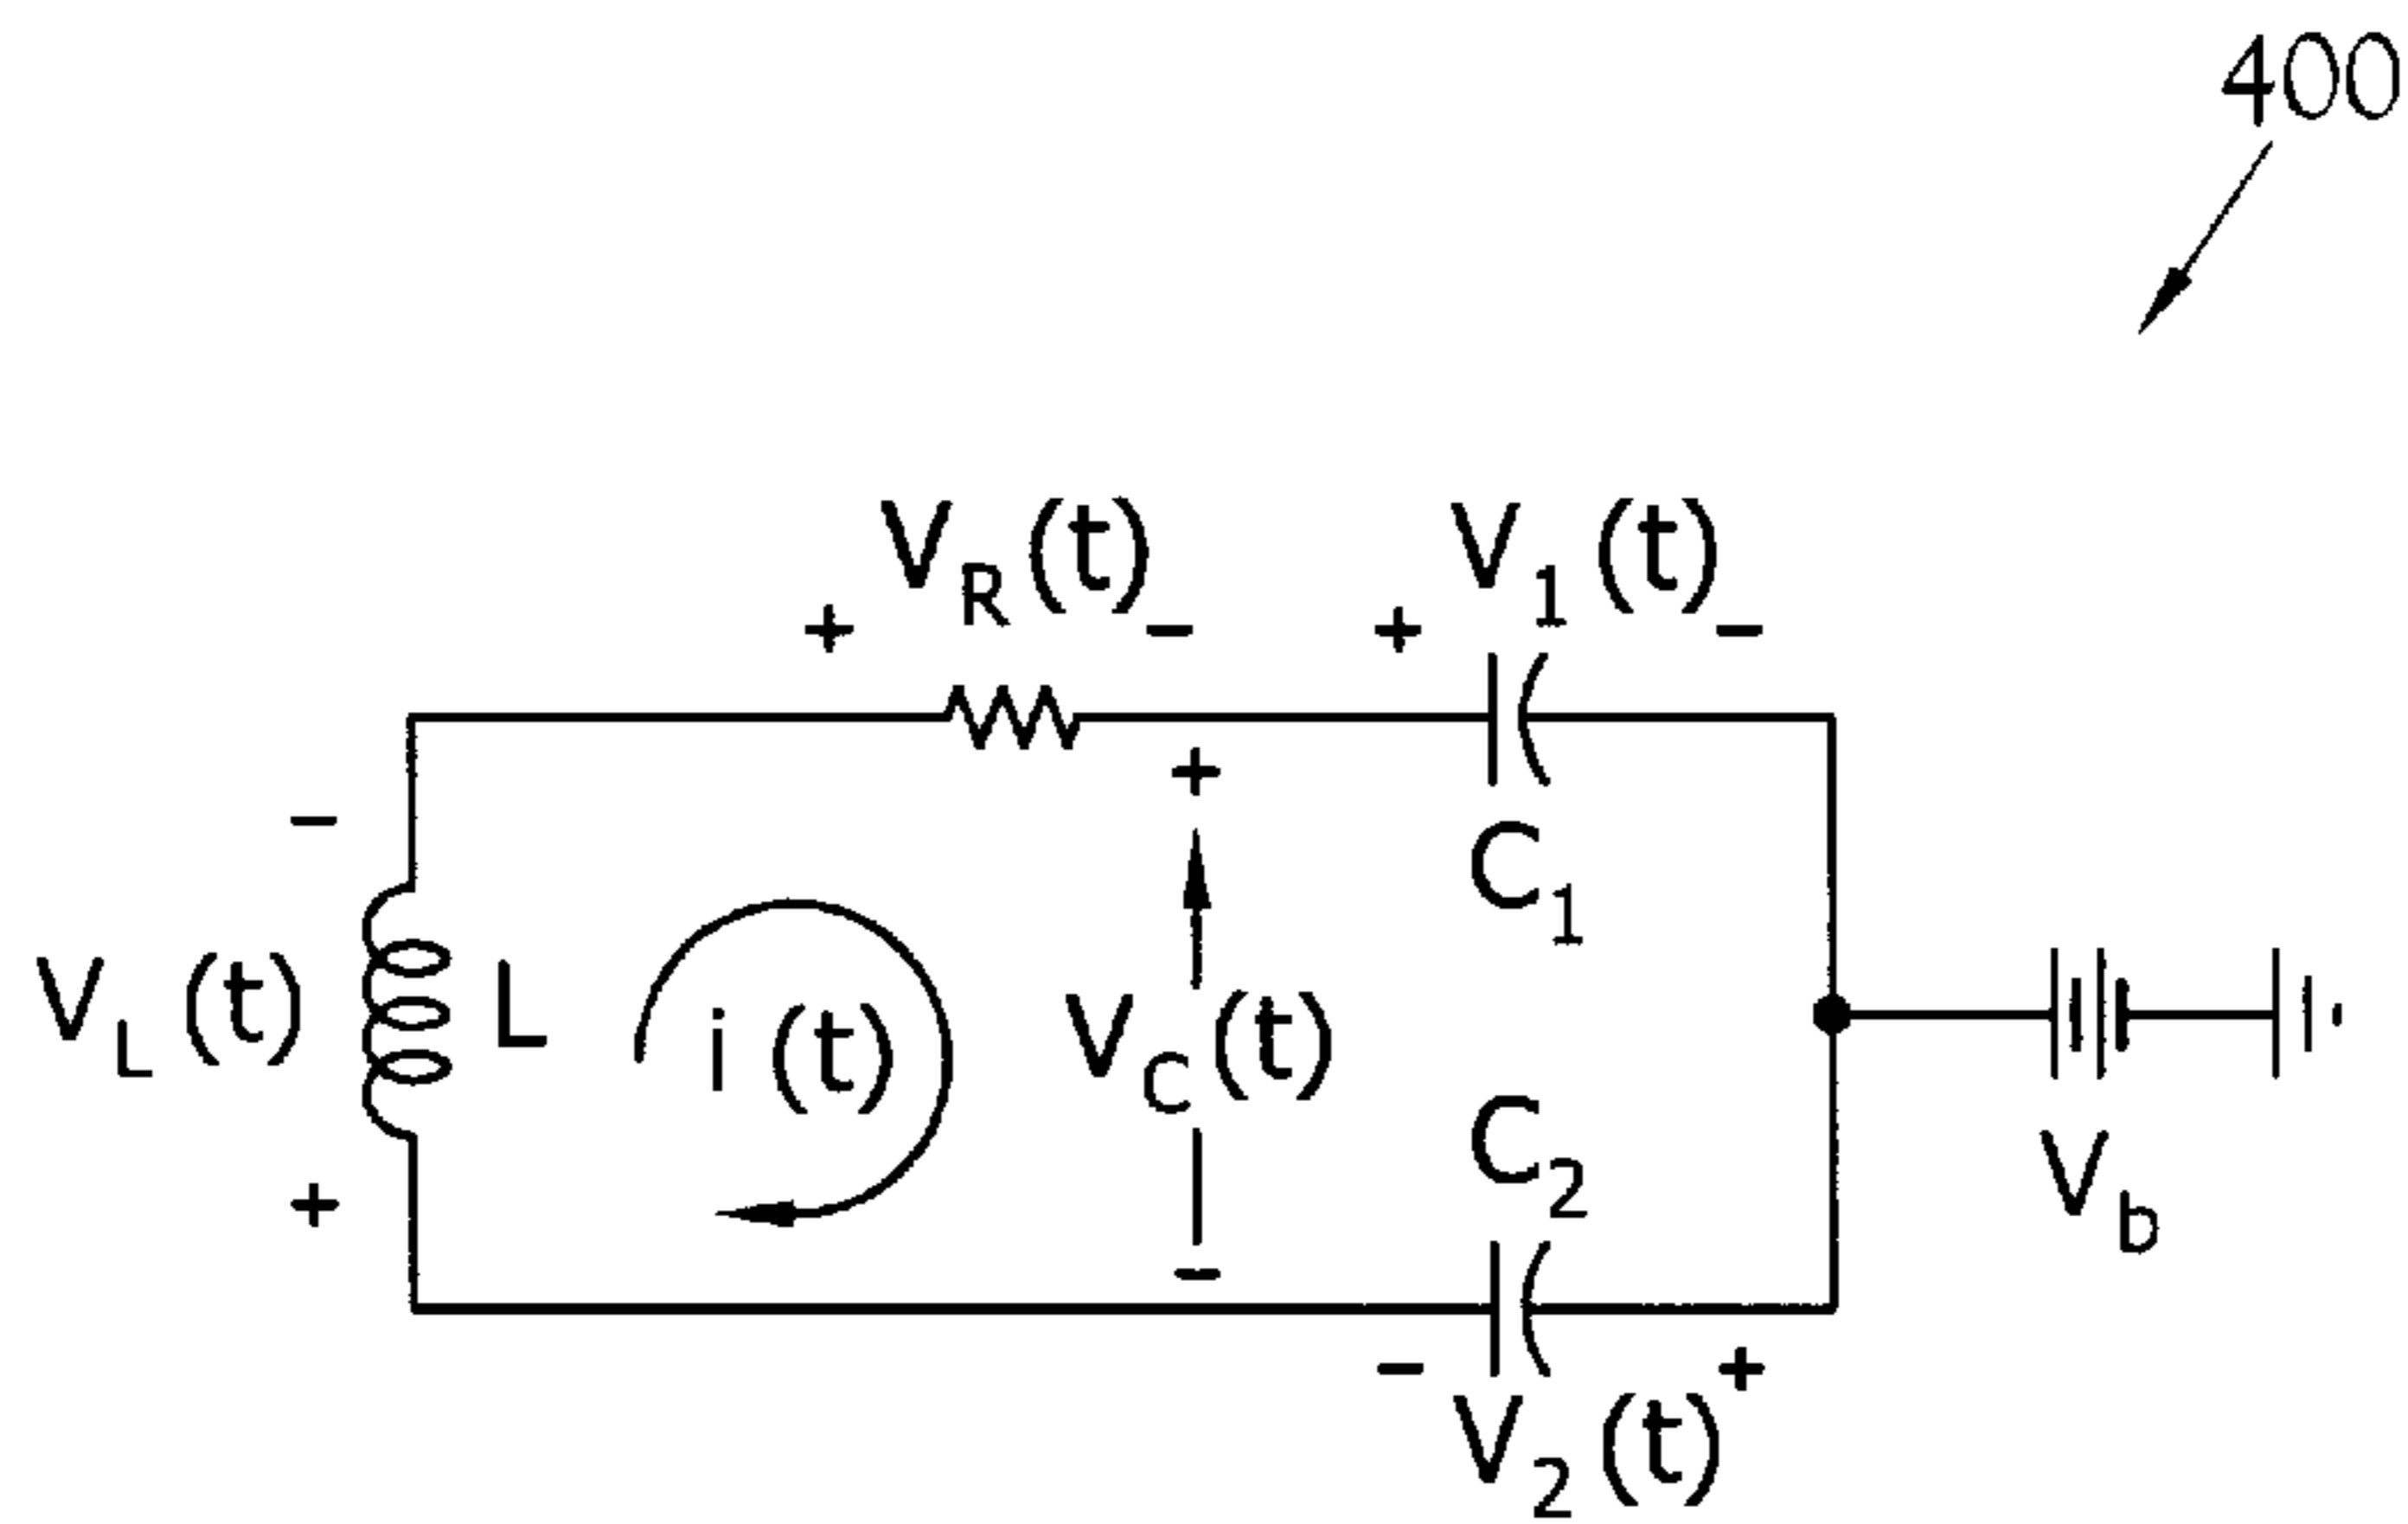 400
V_R(t) V_1(t)
+ - + -
+
-
C_1
V_L(t) L i(t) V_C(t)
C_2
V_b
+
-
- +
V_2(t)